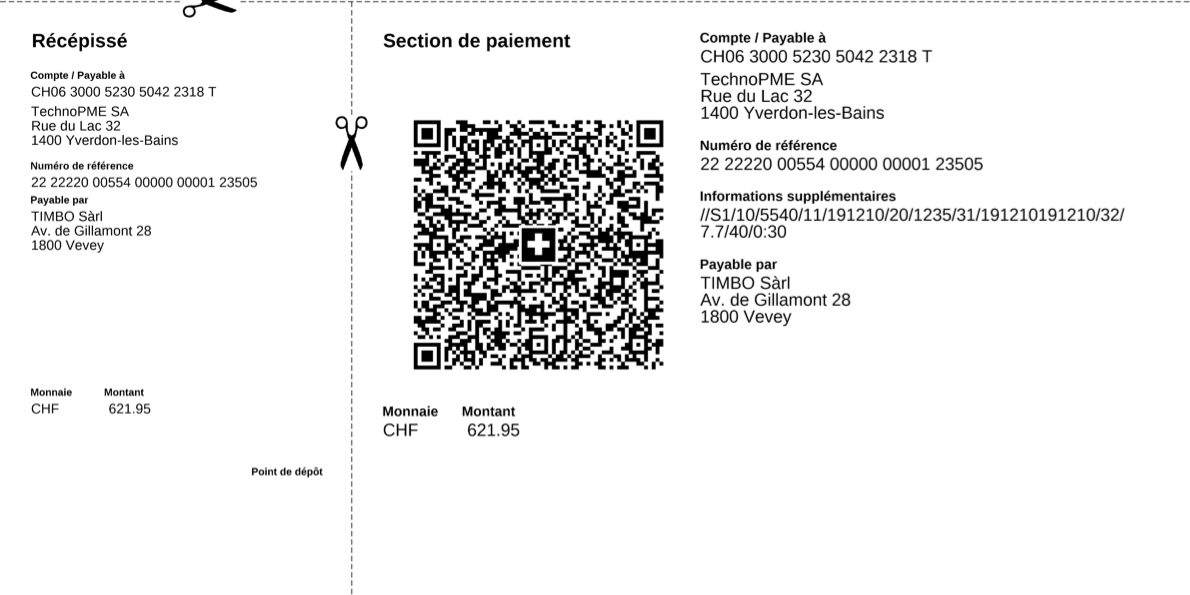 Récépissé
Compte / Payable à
CH06 3000 5230 5042 2318 T
TechnoPME SA
Rue du Lac 32
1400 Yverdon-les-Bains
Numéro de référence
22 22220 00554 00000 00001 23505
Payable par
TIMBO Sàrl
Av. de Gillamont 28
1800 Vevey
Monnaie Montant
CHF 621.95
Point de dépôt
Section de paiement
Monnaie Montant
CHF 621.95
Compte / Payable à
CH06 3000 5230 5042 2318 T
TechnoPME SA
Rue du Lac 32
1400 Yverdon-les-Bains
Numéro de référence
22 22220 00554 00000 00001 23505
Informations supplémentaires
//S1/10/5540/11/191210/20/1235/31/191210191210/32/
7.7/40/0:30
Payable par
TIMBO Sàrl
Av. de Gillamont 28
1800 Vevey